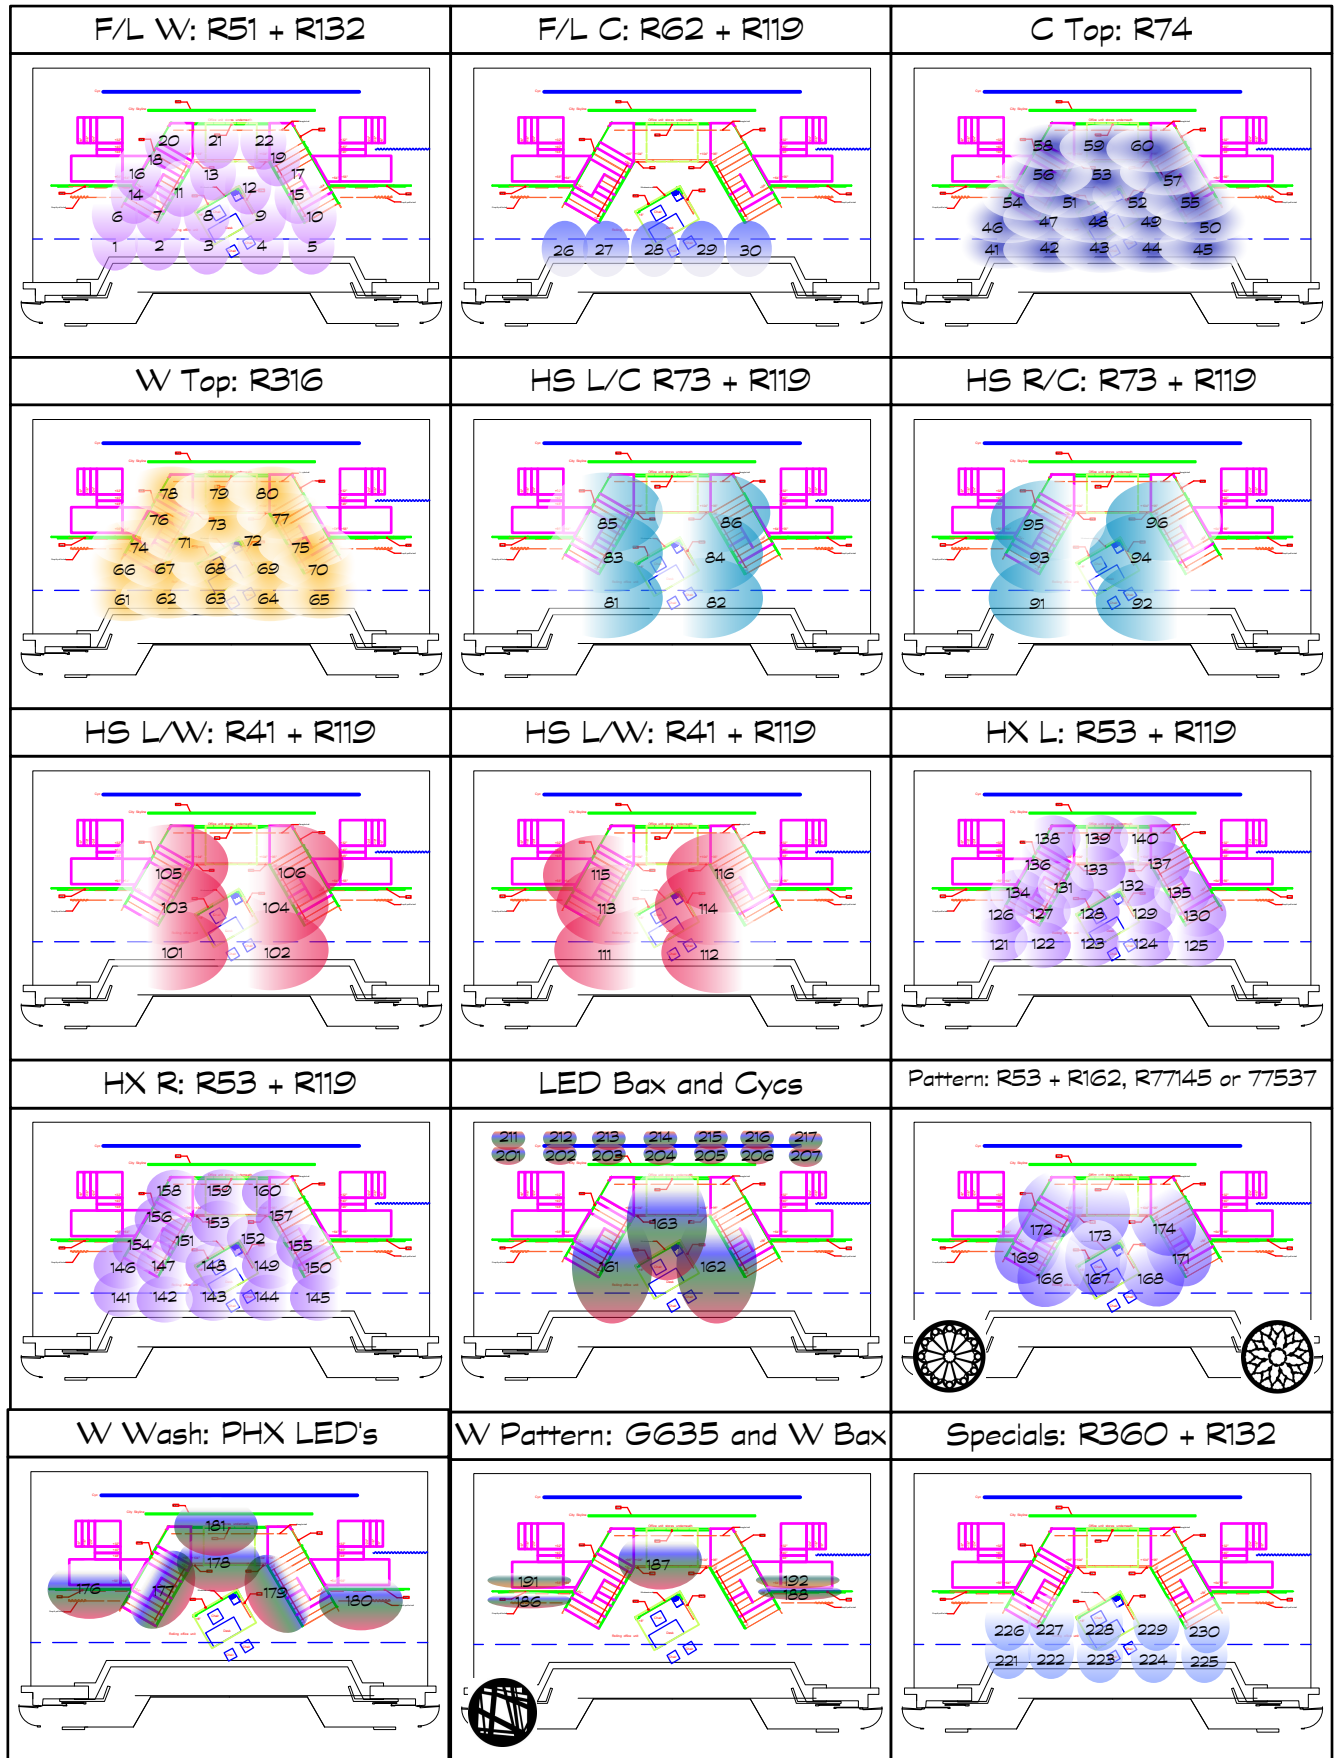 F/L W: R51 + R132
20 21 22
18 19
16 13 17
14 11 12 15
6 7 8 9 10
1 2 3 4 5
F/L C: R62 + R119
26 27 28 29 30
C Top: R74
58 59 60
56 53 57
54 51 52 55
46 47 48 49 50
41 42 43 44 45
W Top: R316
78 79 80
76 73 77
74 71 72 75
66 67 68 69 70
61 62 63 64 65
HS L/C R73 + R119
85 86
83 84
81 82
HS R/C: R73 + R119
95 96
93 94
91 92
HS L/W: R41 + R119
105 106
103 104
101 102
HS L/W: R41 + R119
115 116
113 114
111 112
HX L: R53 + R119
138 139 140
136 133 137
134 131 132 135
126 127 128 129 130
121 122 123 124 125
HX R: R53 + R119
158 159 160
156 153 157
154 151 152 155
146 147 148 149 150
141 142 143 144 145
LED Bax and Cycs
211 212 213 214 215 216 217
201 202 203 204 205 206 207
163
161 162
Pattern: R53 + R162, R77145 or 77537
172 173 174
169 171
166 167 168
W Wash: PHX LED's
181
178
176 177 179 180
W Pattern: G635 and W Bax
187
191 192
186 188
Specials: R360 + R132
226 227 228 229 230
221 222 223 224 225